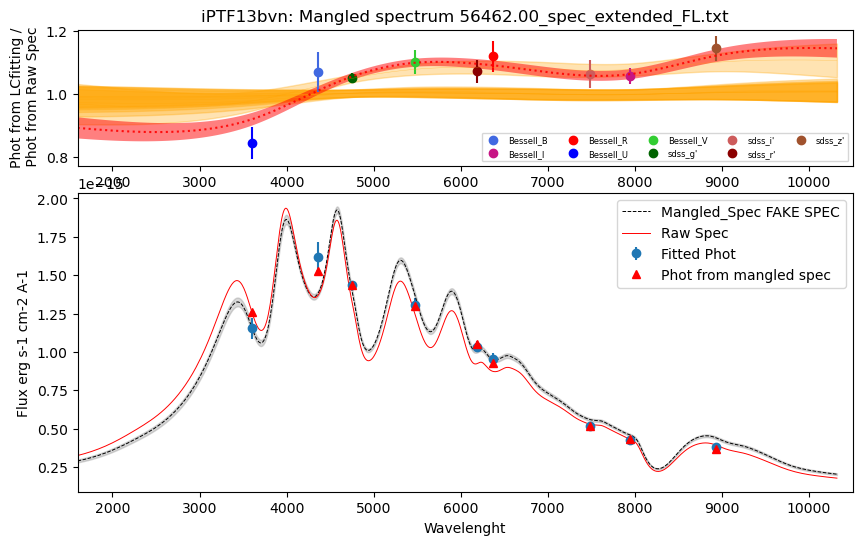 iPTF13bvn: Mangled spectrum 56462.00_spec_extended_FL.txt
Phot from LCfitting /
Phot from Raw Spec
1.2
1.0
0.8
Bessell_B
Bessell_R
Bessell_V
sdss_i'
sdss_z'
Bessell_I
Bessell_U
sdss_g'
sdss_r'
2000 3000 4000 5000 6000 7000 8000 9000 10000
1e−15
Flux erg s-1 cm-2 A-1
2.00
1.75
1.50
1.25
1.00
0.75
0.50
0.25
Mangled_Spec FAKE SPEC
Raw Spec
Fitted Phot
Phot from mangled spec
2000 3000 4000 5000 6000 7000 8000 9000 10000
Wavelenght